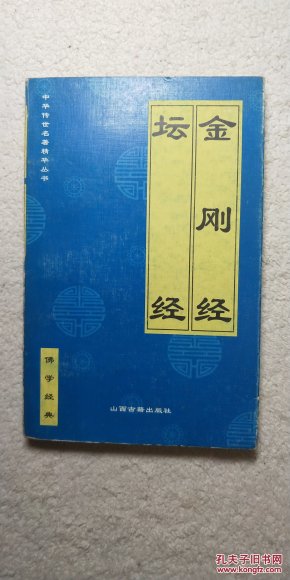 金刚经
坛经
中华传世名著精华丛书
佛学经典
山西古籍出版社
孔夫子旧书网
www.kongfz.com